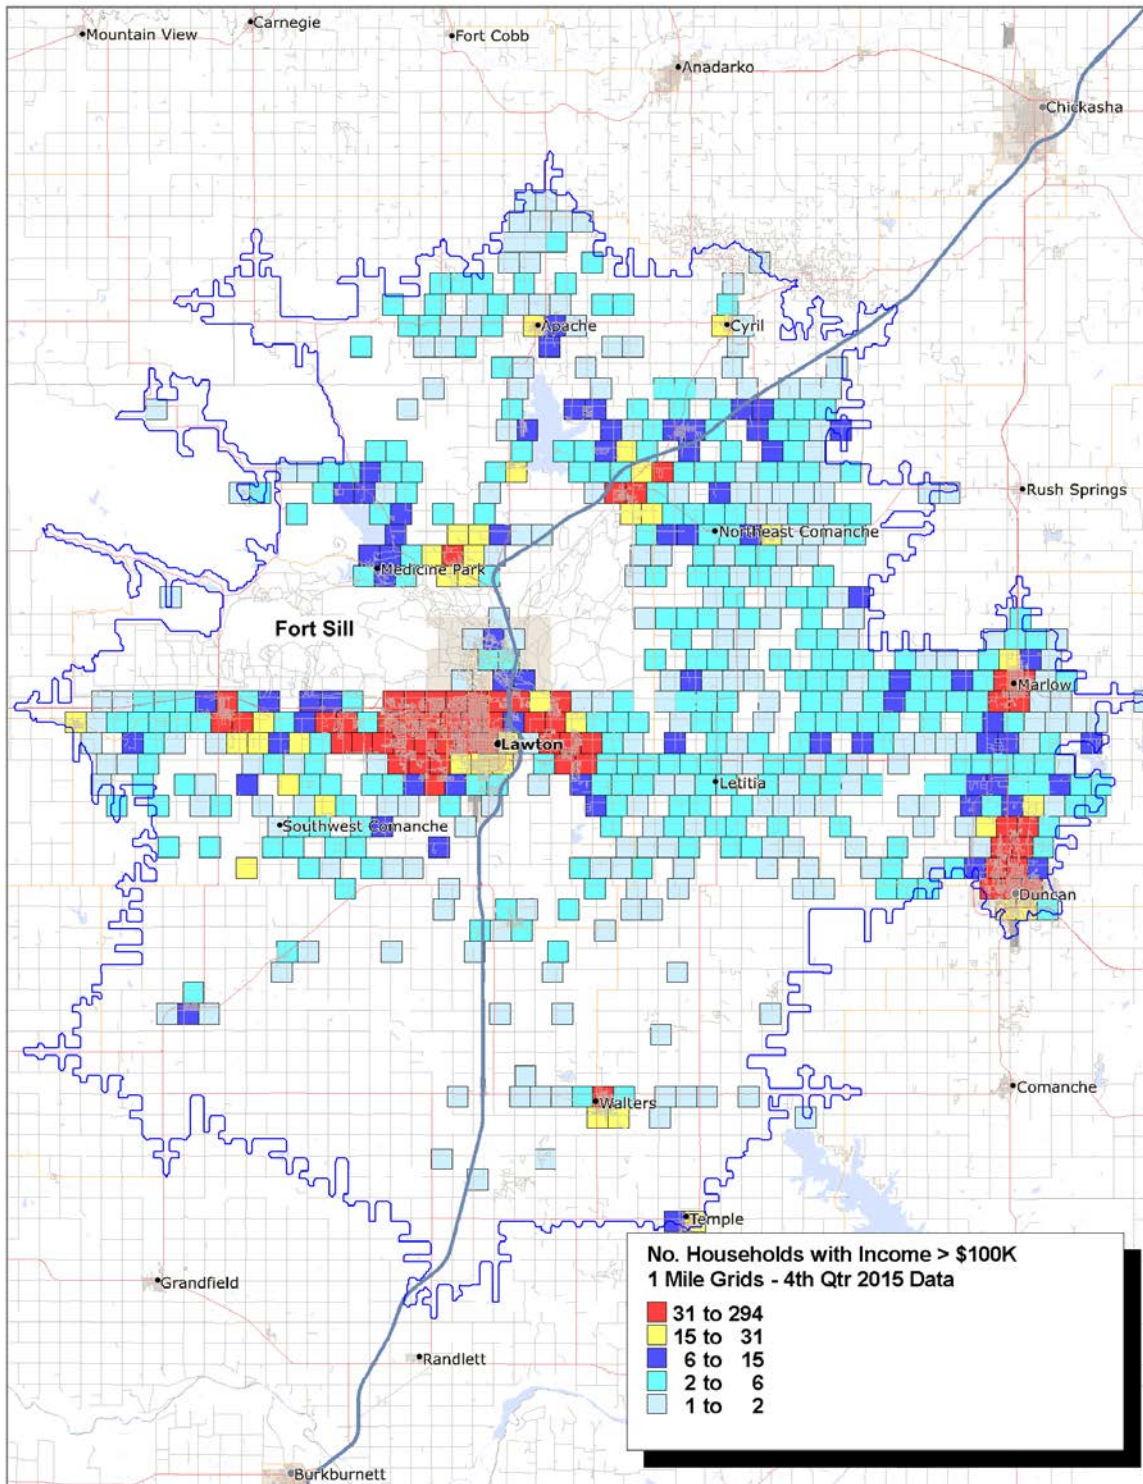 Carnegie
Mountain View
Fort Cobb
Anadarko
Chickasha
Apache
Cyril
Rush Springs
Northeast Comanche
Medicine Park
Fort Sill
Marlow
Lawton
Letitia
Southwest Comanche
Duncan
Comanche
Walters
Temple
No. Households with Income > $100K
1 Mile Grids - 4th Qtr 2015 Data
31 to 294
15 to 31
6 to 15
2 to 6
1 to 2
Grandfield
Randlett
Burkburnett